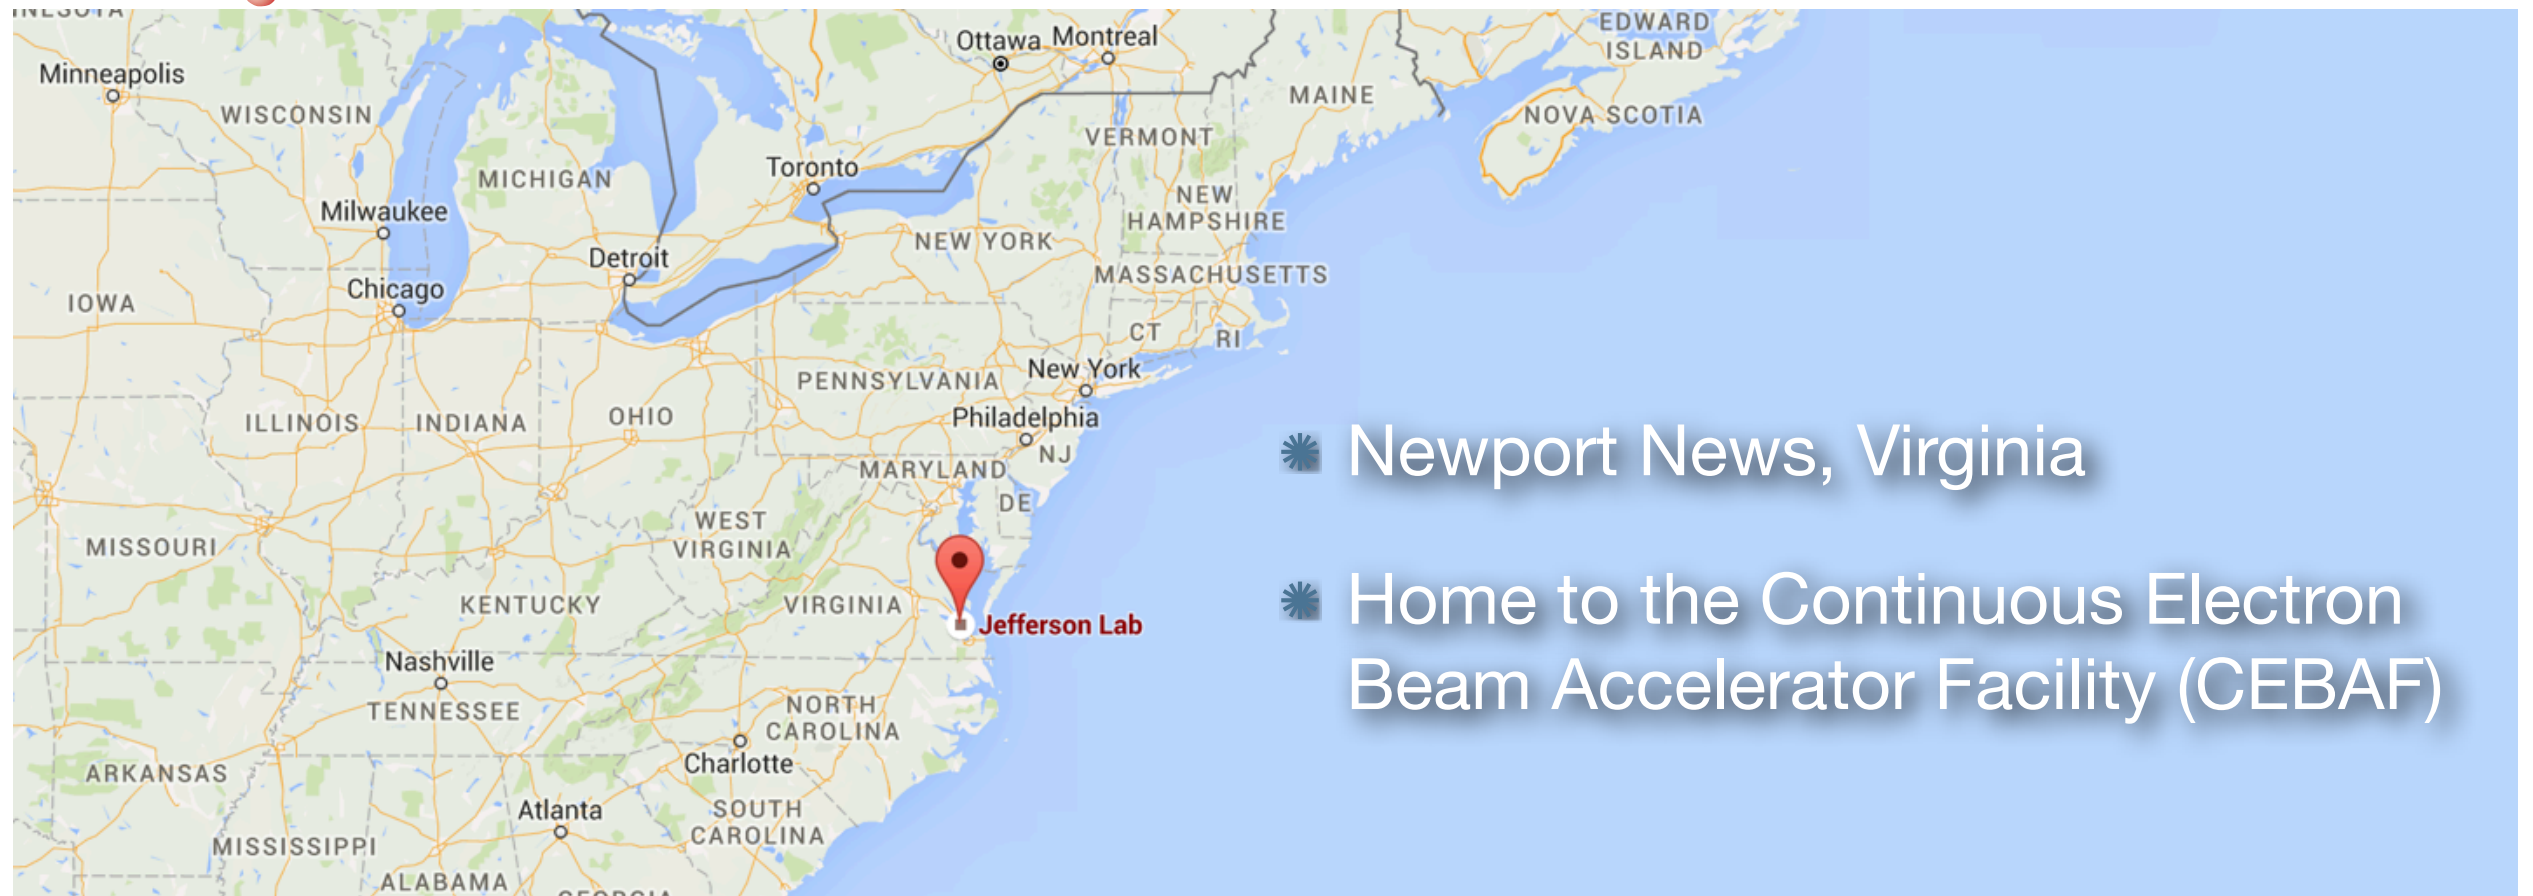 EDWARD
ISLAND
Ottawa
Montreal
Minneapolis
WISCONSIN
MAINE
NOVA SCOTIA
VERMONT
MICHIGAN
Toronto
NEW
HAMPSHIRE
Milwaukee
NEW YORK
Detroit
MASSACHUSETTS
Chicago
IOWA
CT
RI
New York
PENNSYLVANIA
ILLINOIS
INDIANA
OHIO
Philadelphia
NJ
MARYLAND
DE
WEST
VIRGINIA
MISSOURI
KENTUCKY
VIRGINIA
Jefferson Lab
Nashville
TENNESSEE
NORTH
CAROLINA
Charlotte
ARKANSAS
Atlanta
SOUTH
CAROLINA
MISSISSIPPI
ALABAMA
Newport News, Virginia
Home to the Continuous Electron
Beam Accelerator Facility (CEBAF)